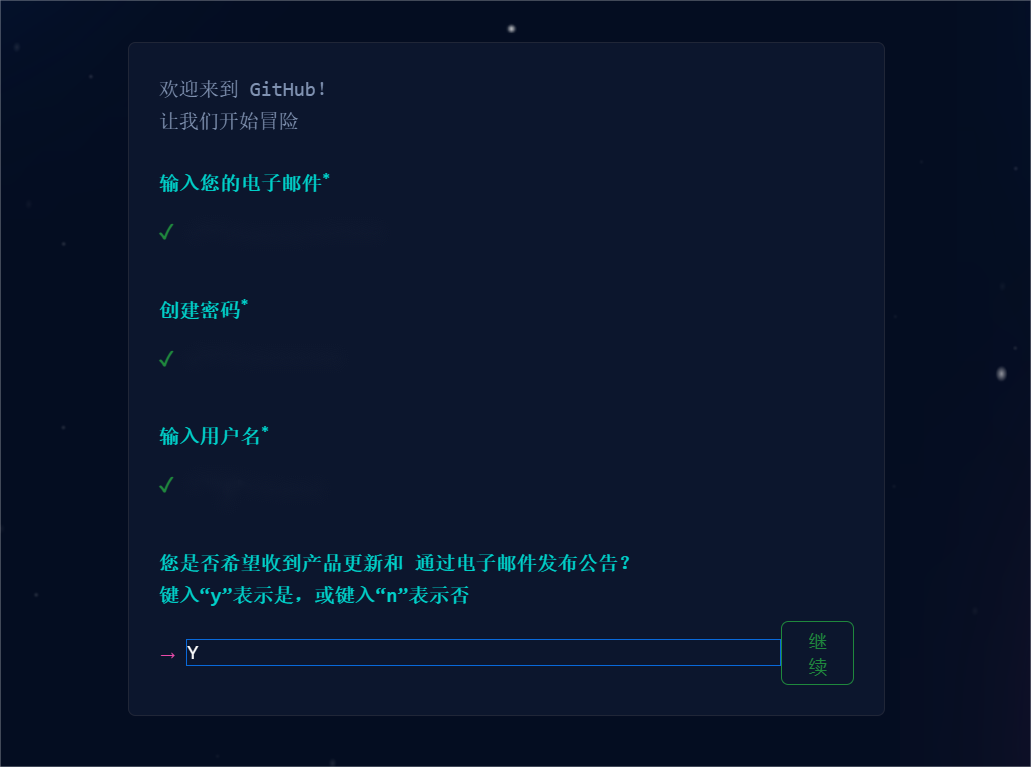 欢迎来到 GitHub!
让我们开始冒险
输入您的电子邮件*
✓
创建密码*
✓
输入用户名*
✓
您是否希望收到产品更新和 通过电子邮件发布公告?
键入“y”表示是，或键入“n”表示否
→ Y
继
续